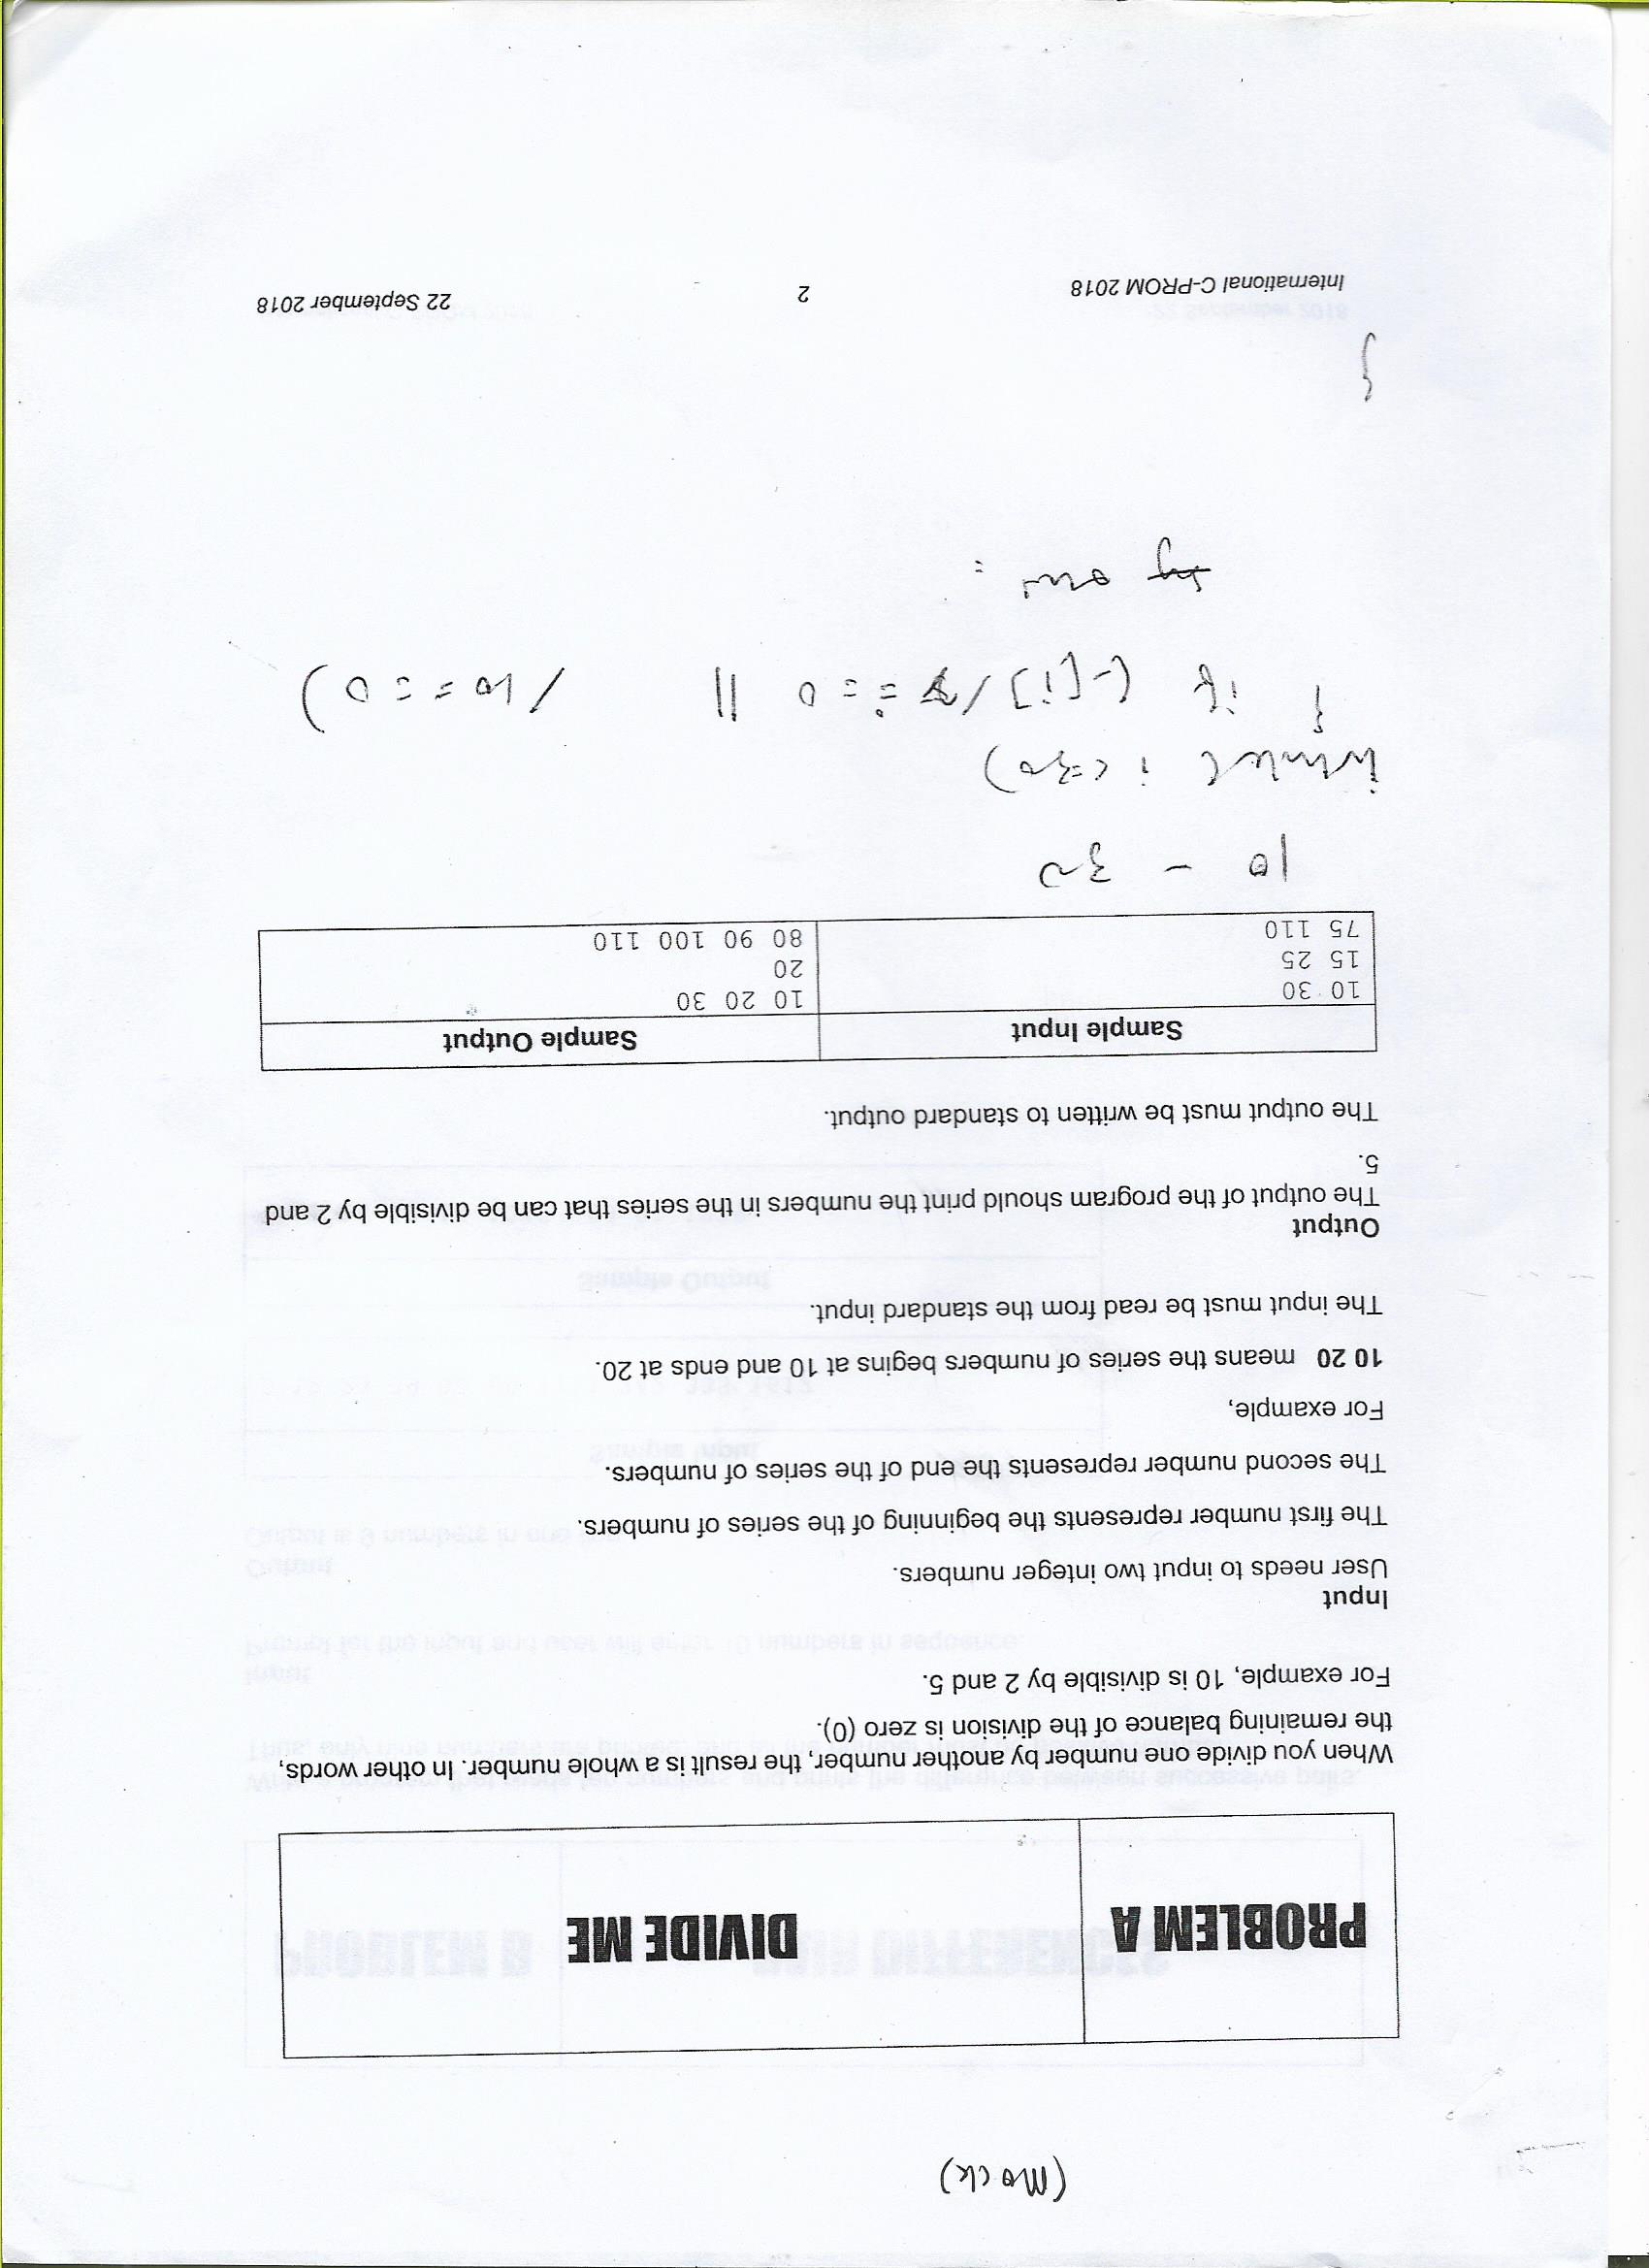 (Mock)
PROBLEM A
DIVIDE ME
When you divide one number by another number, the result is a whole number. In other words,
the remaining balance of the division is zero (0).
For example, 10 is divisible by 2 and 5.
Input
User needs to input two integer numbers.
The first number represents the beginning of the series of numbers.
The second number represents the end of the series of numbers.
For example,
10 20 means the series of numbers begins at 10 and ends at 20.
The input must be read from the standard input.
Output
The output of the program should print the numbers in the series that can be divisible by 2 and
5.
The output must be written to standard output.
Sample Input Sample Output
10 30 10 20 30
15 25 20
75 110 80 90 100 110
10 - 30
while( i <=30)
{ if ( [i] / ==0 || /10==0)
}
International C-PROM 2018 2 22 September 2018